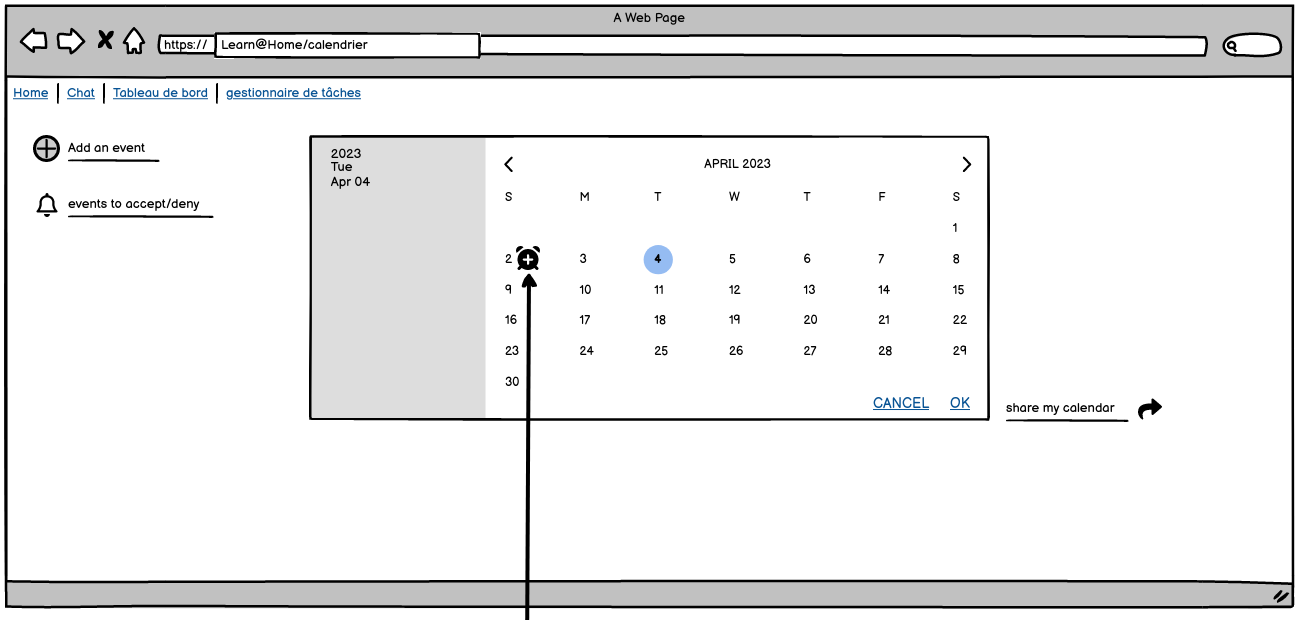 A Web Page
https:// Learn@Home/calendrier
Home Chat Tableau de bord gestionnaire de tâches
Add an event
events to accept/deny
2023
Tue
Apr 04
APRIL 2023
S M T W T F S
1
2 3 4 5 6 7 8
9 10 11 12 13 14 15
16 17 18 19 20 21 22
23 24 25 26 27 28 29
30
CANCEL OK
share my calendar